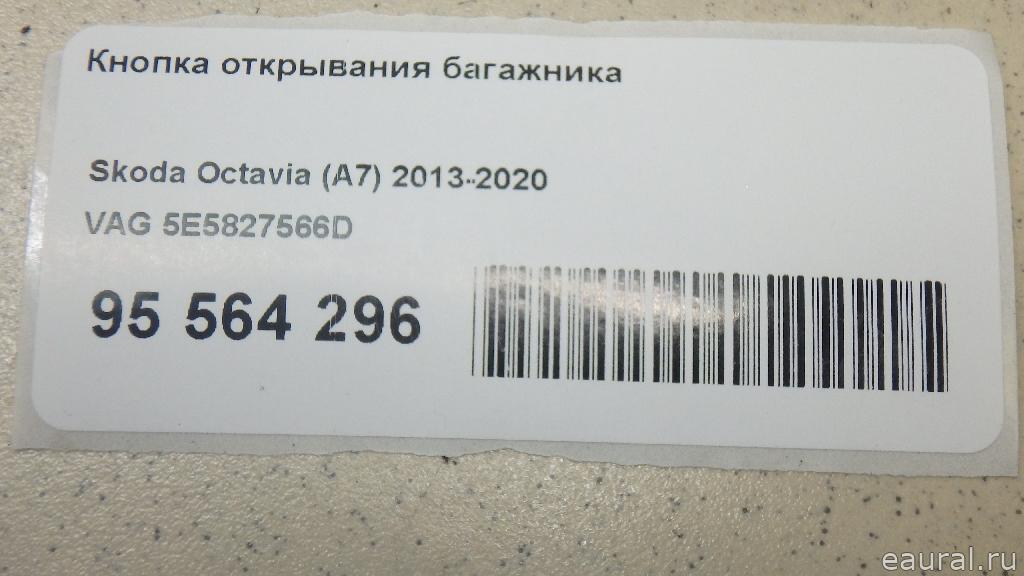 Кнопка открывания багажника
Skoda Octavia (A7) 2013-2020
VAG 5E5827566D
95 564 296
eaural.ru